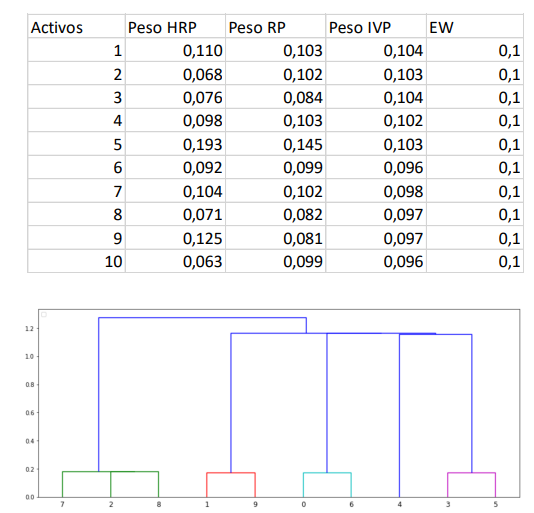 Activos Peso HRP Peso RP Peso IVP EW
1 0,110 0,103 0,104 0,1
2 0,068 0,102 0,103 0,1
3 0,076 0,084 0,104 0,1
4 0,098 0,103 0,102 0,1
5 0,193 0,145 0,103 0,1
6 0,092 0,099 0,096 0,1
7 0,104 0,102 0,098 0,1
8 0,071 0,082 0,097 0,1
9 0,125 0,081 0,097 0,1
10 0,063 0,099 0,096 0,1
1.2
1.0
0.8
0.6
0.4
0.2
0.0
7 2 8 1 9 0 6 4 3 5